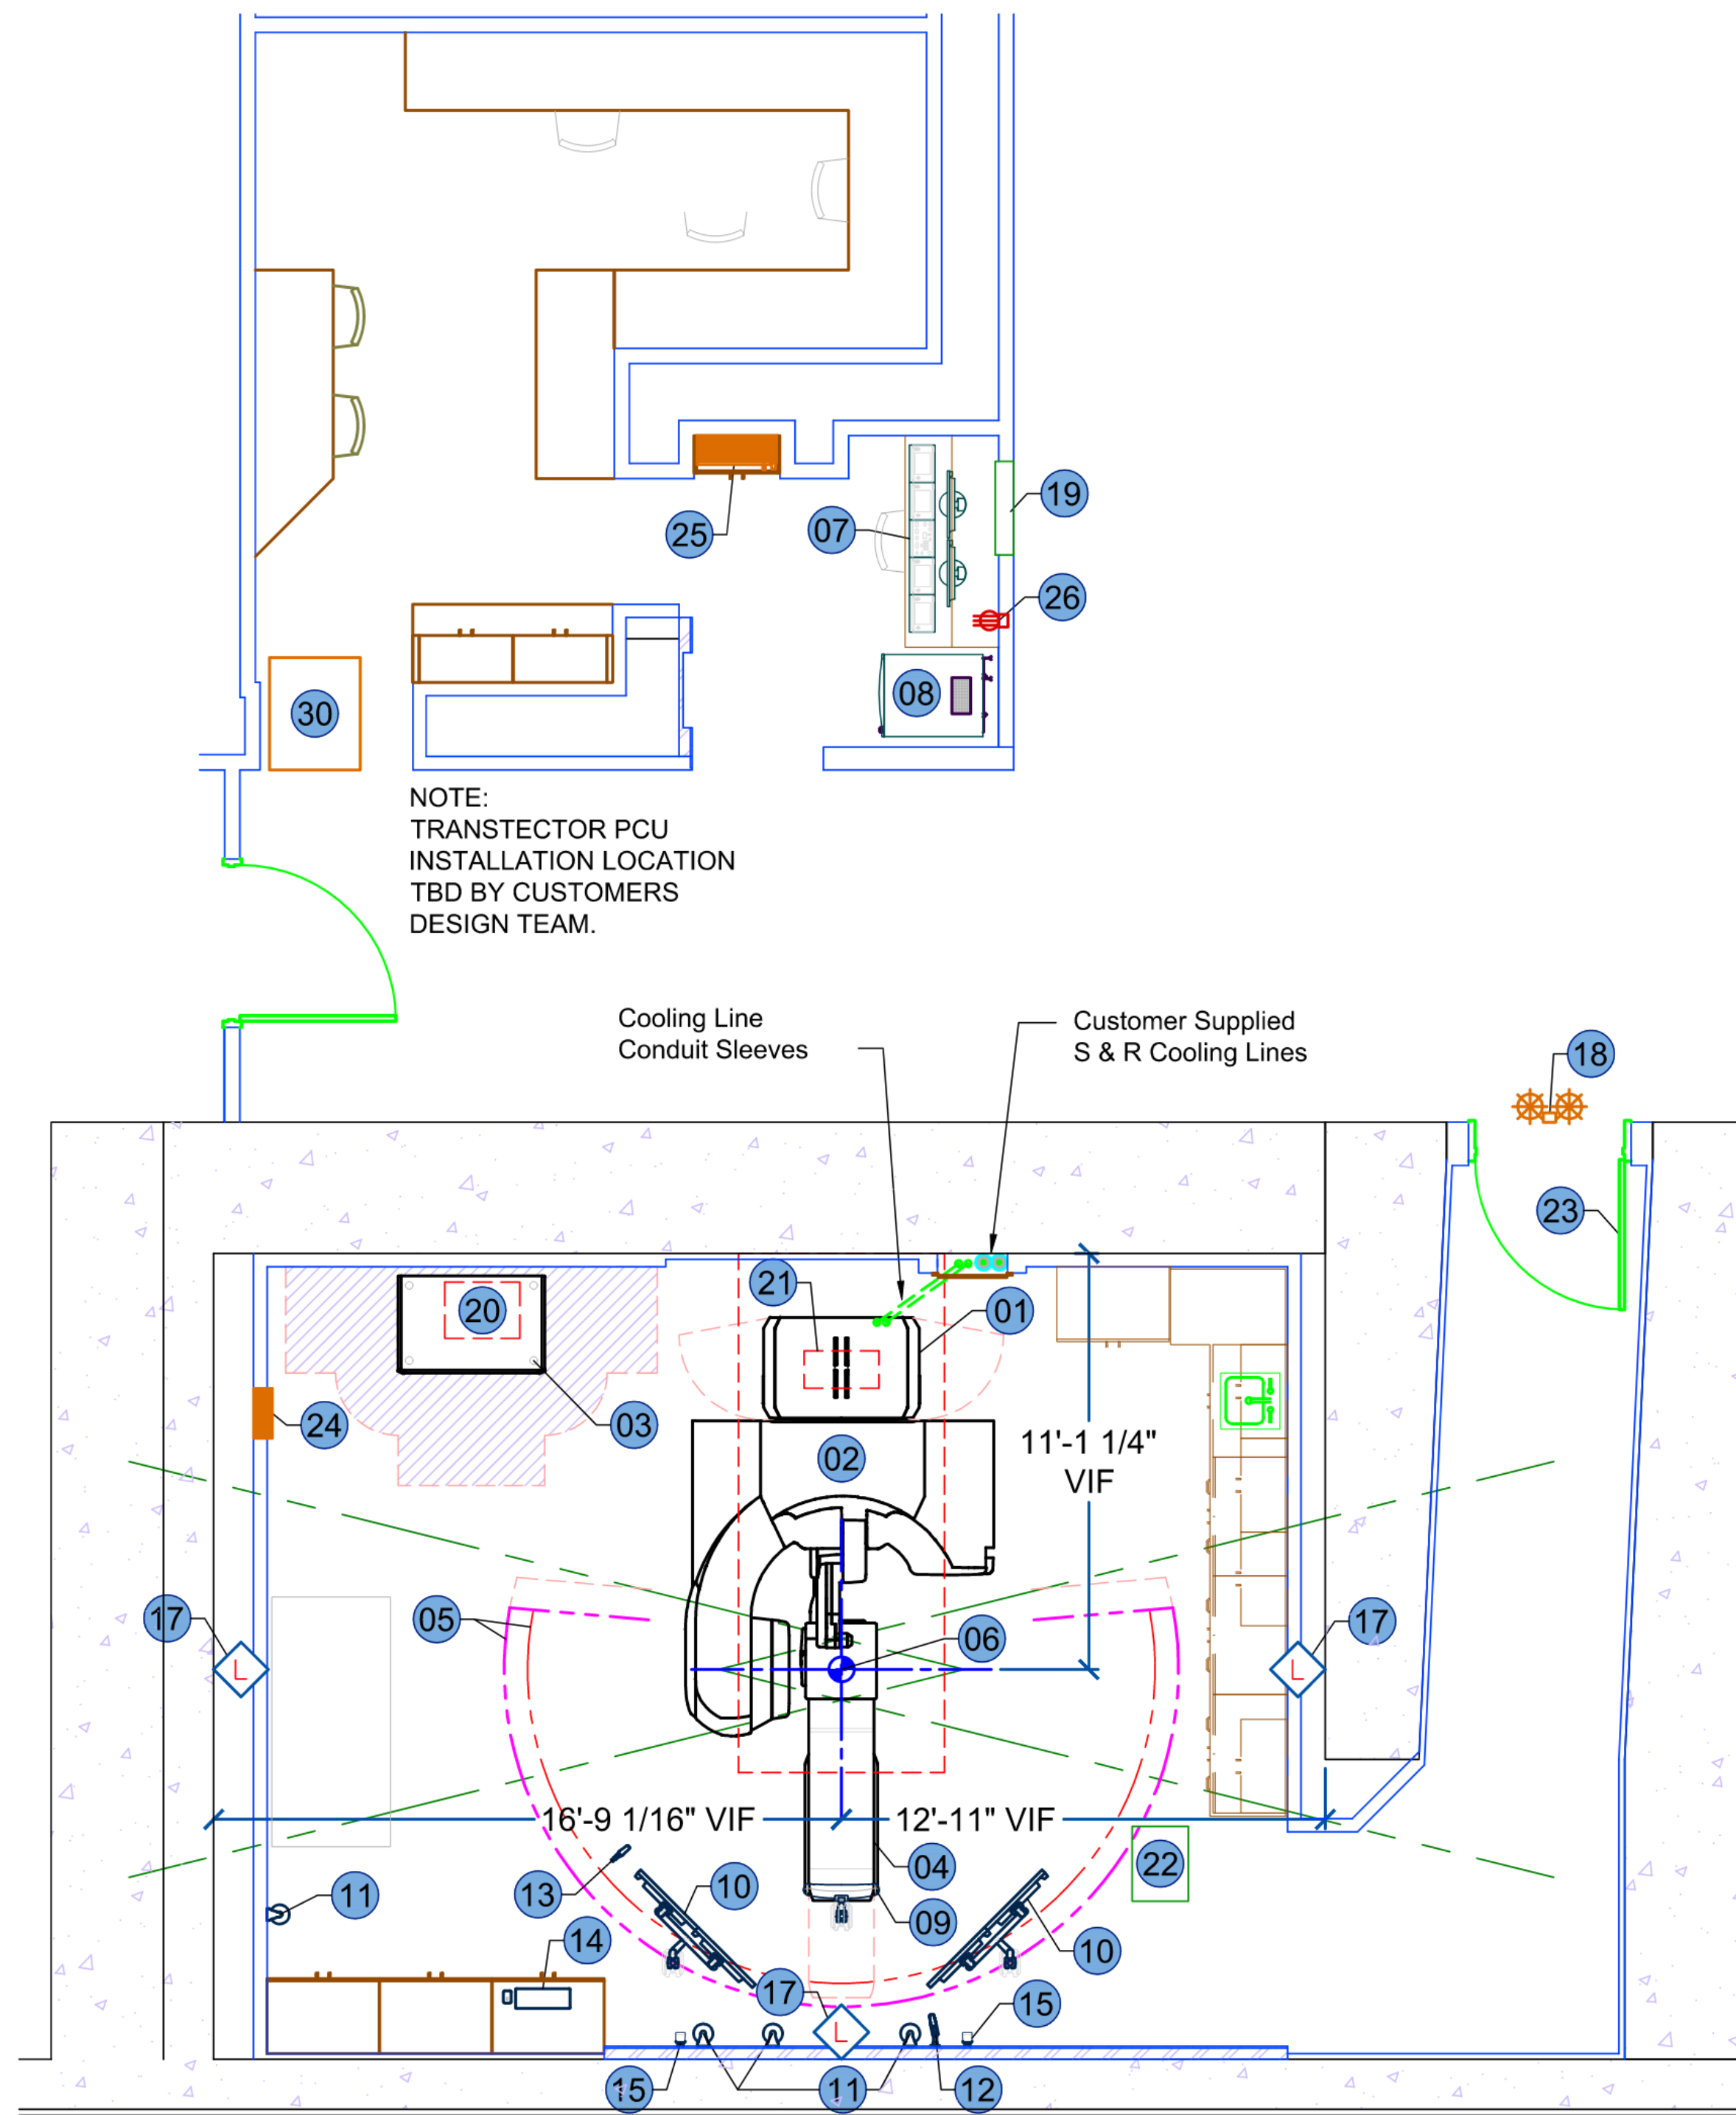 19
25
07
26
08
30
NOTE:
TRANSTECTOR PCU
INSTALLATION LOCATION
TBD BY CUSTOMERS
DESIGN TEAM.
Cooling Line
Conduit Sleeves
Customer Supplied
S & R Cooling Lines
18
23
21
20
01
24
03
02
11'-1 1/4"
VIF
17
05
06
17
L
L
16'-9 1/16" VIF
12'-11" VIF
04
22
13
10
11
09
14
10
17
15
L
15
11
12